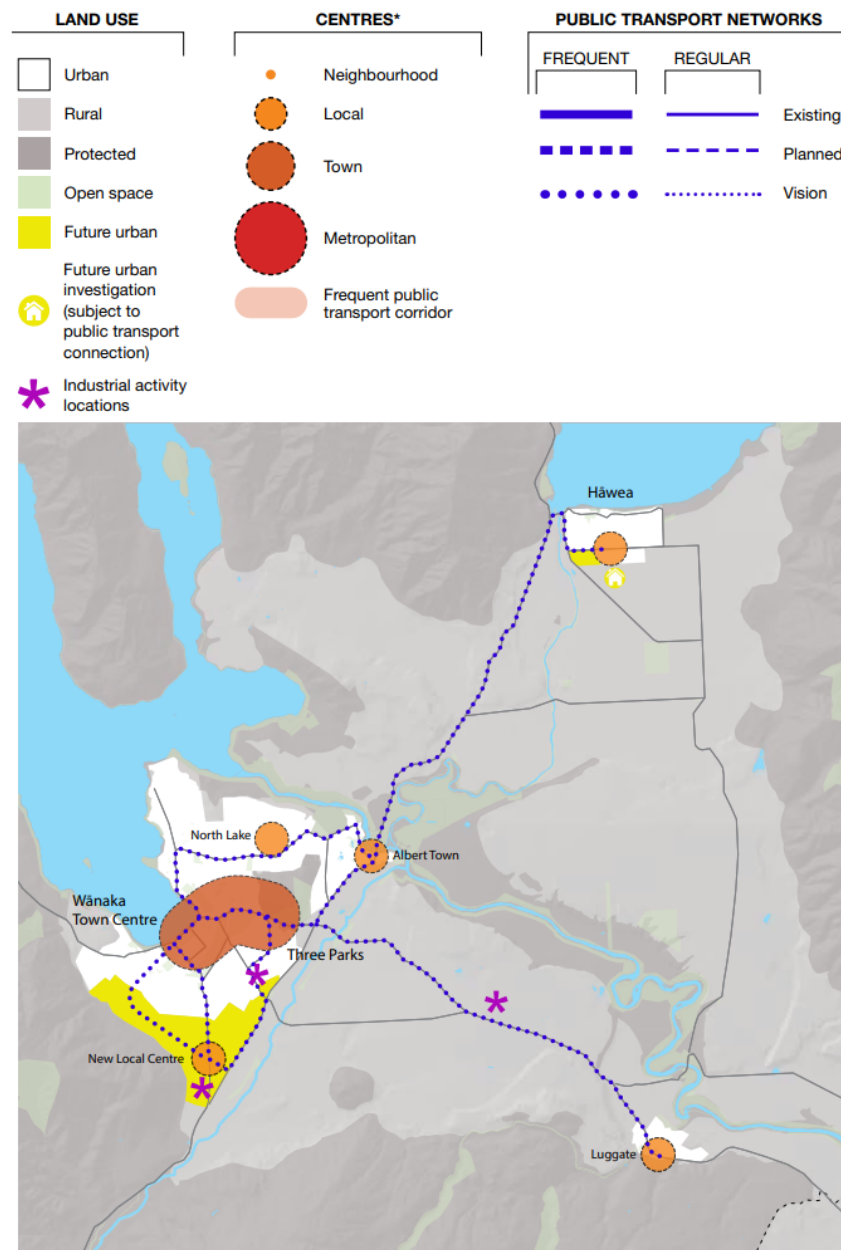 LAND USE
Urban
Rural
Protected
Open space
Future urban
Future urban
investigation
(subject to
public transport
connection)
Industrial activity
locations
CENTRES*
Neighbourhood
Local
Town
Metropolitan
Frequent public
transport corridor
PUBLIC TRANSPORT NETWORKS
FREQUENT
REGULAR
Existing
Planned
Vision
Hāwea
North Lake
Albert Town
Wānaka
Town Centre
Three Parks
New Local Centre
Luggate